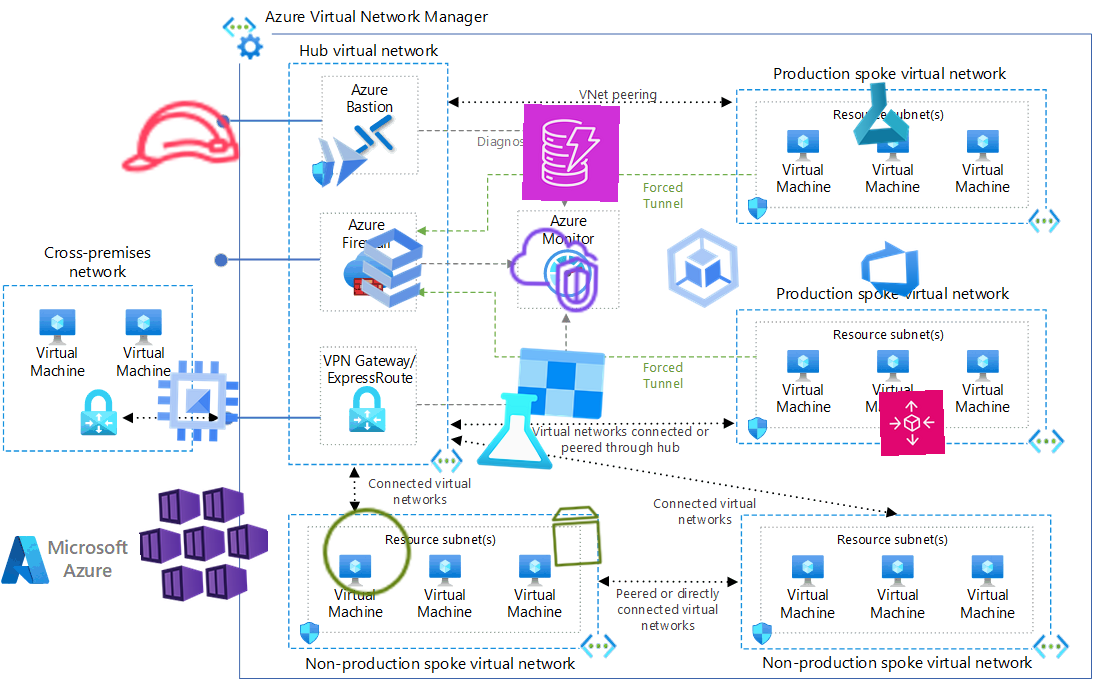 Azure Virtual Network Manager
Hub virtual network
Azure
Bastion
VNet peering
Production spoke virtual network
Resource subnet(s)
Virtual
Machine
Virtual
Machine
Virtual
Machine
Forced
Tunnel
Azure
Azure
Monitor
Cross-premises
network
Virtual
Machine
Virtual
Machine
Production spoke virtual network
Resource subnet(s)
Virtual
Machine
Virtual
Virtual
Machine
VPN Gateway/
ExpressRoute
Forced
Tunnel
Virtual networks connected or
peered through hub
Connected virtual
networks
Connected virtual
networks
Microsoft
Azure
Resource subnet(s)
Virtual
Machine
Virtual
Machine
Virtual
Machine
Non-production spoke virtual network
Peered or directly
connected virtual
networks
Resource subnet(s)
Virtual
Machine
Virtual
Machine
Virtual
Machine
Non-production spoke virtual network